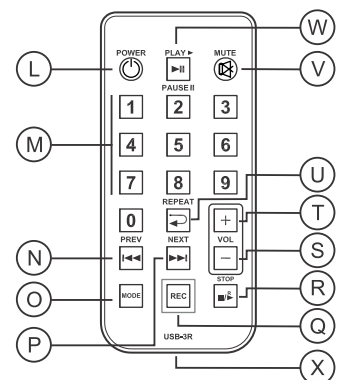 W
POWER PLAY ► MUTE
L V
PAUSE II
1 2 3
M
4 5 6
7 8 9
U
REPEAT
0 + T
PREV NEXT VOL
N − S
STOP
O MODE REC R R
P Q
USB-3R
X